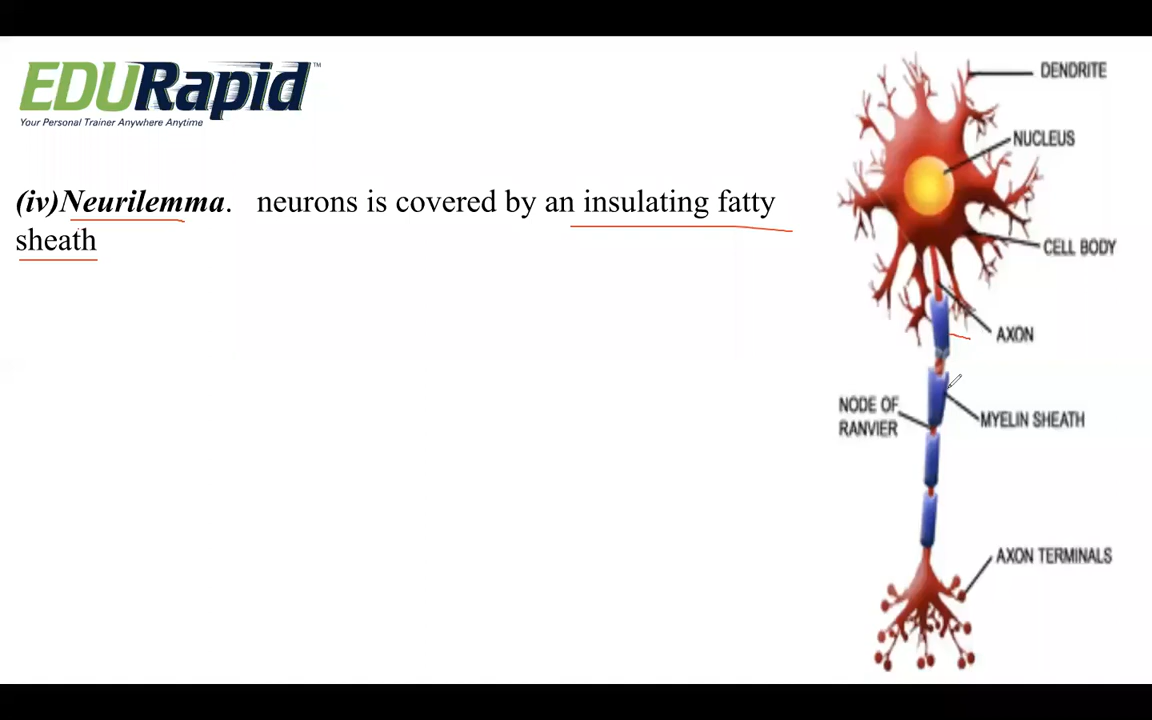 EDURapid™
Your Personal Trainer Anywhere Anytime
(iv)Neurilemma. neurons is covered by an insulating fatty
sheath
DENDRITE
NUCLEUS
CELL BODY
AXON
NODE OF
RANVIER
MYELIN SHEATH
AXON TERMINALS